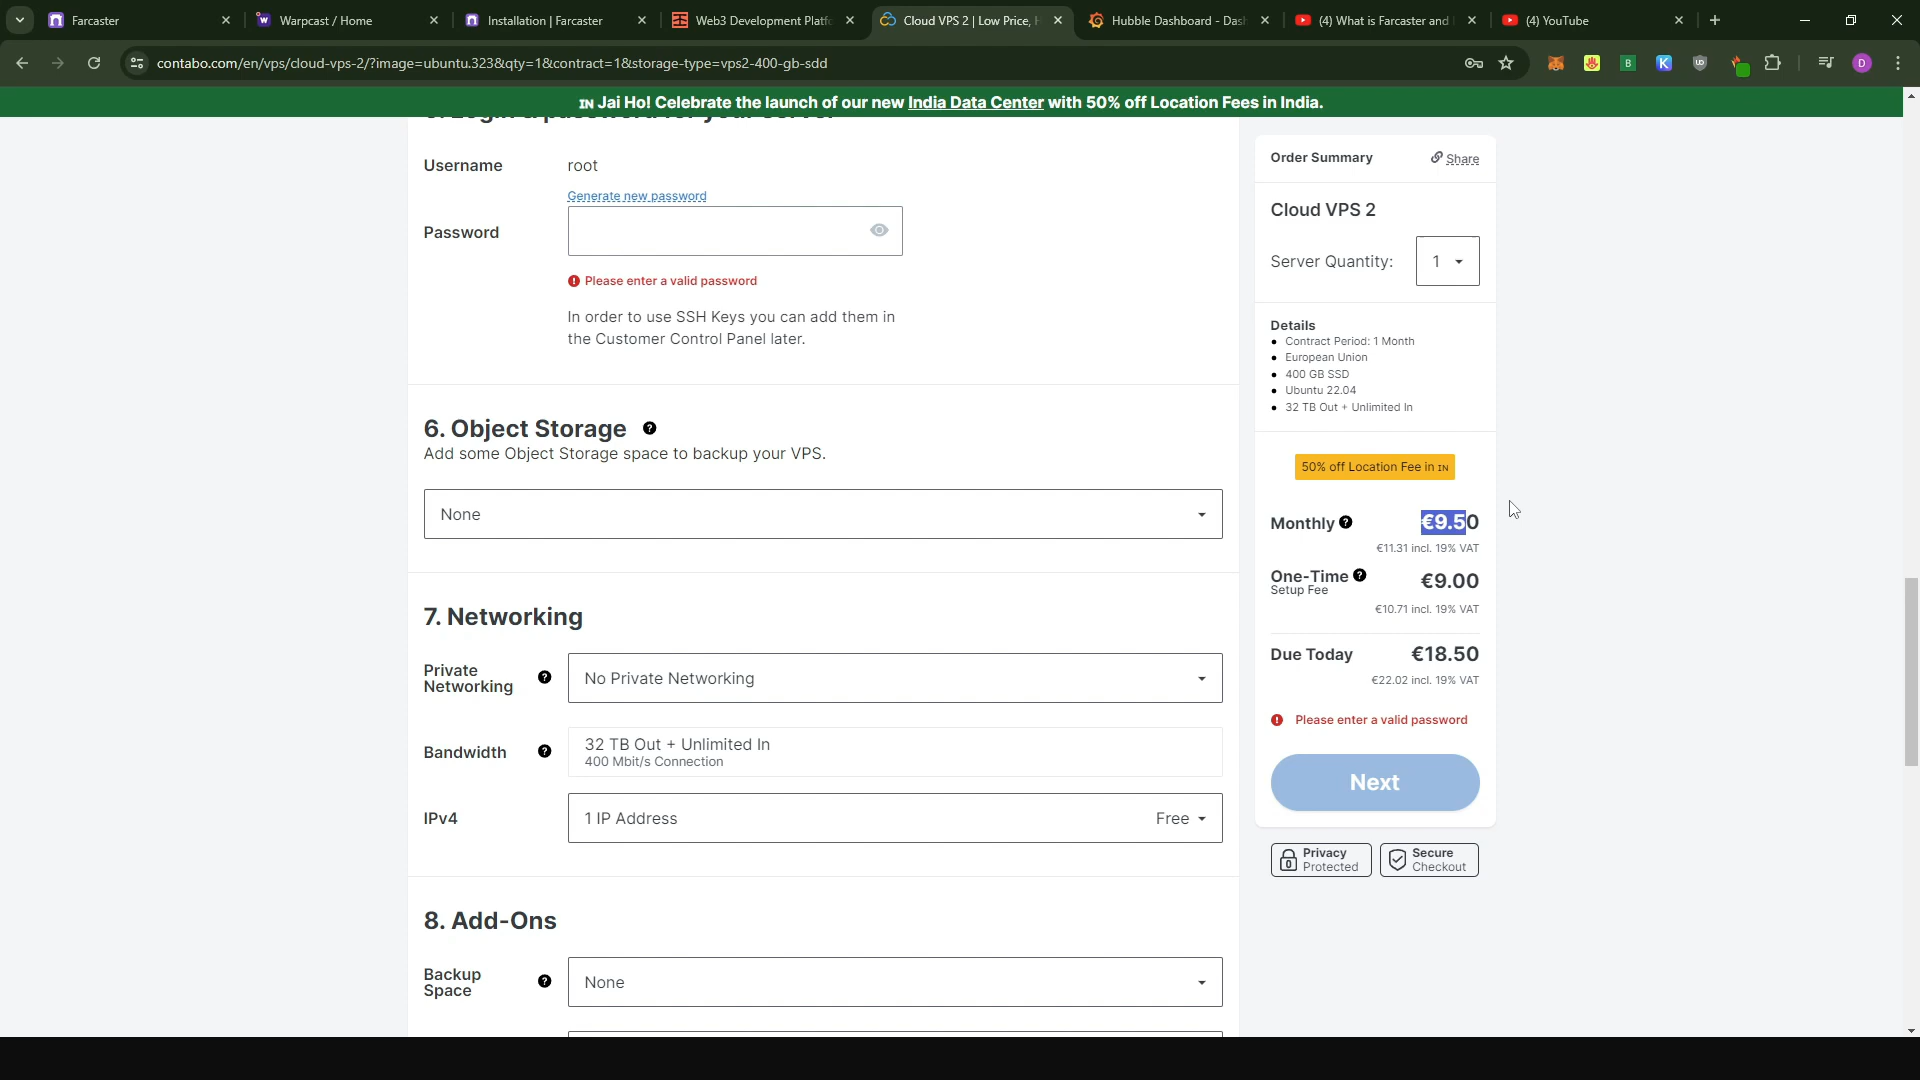 Farcaster
Warpcast / Home
Installation | Farcaster
Web3 Development Platfo
Cloud VPS 2 | Low Price, H
Hubble Dashboard - Dash
(4) What is Farcaster and
(4) YouTube
contabo.com/en/vps/cloud-vps-2/?image=ubuntu.323&qty=1&contract=1&storage-type=vps2-400-gb-sdd
D
IN Jai Ho! Celebrate the launch of our new India Data Center with 50% off Location Fees in India.
Username
root
Generate new password
Password
Please enter a valid password
In order to use SSH Keys you can add them in
the Customer Control Panel later.
6. Object Storage
Add some Object Storage space to backup your VPS.
None
7. Networking
Private
Networking
No Private Networking
Bandwidth
32 TB Out + Unlimited In
400 Mbit/s Connection
IPv4
1 IP Address
Free
8. Add-Ons
Backup
Space
None
Order Summary
Share
Cloud VPS 2
Server Quantity:
1
Details
Contract Period: 1 Month
European Union
400 GB SSD
Ubuntu 22.04
32 TB Out + Unlimited In
50% off Location Fee in IN
Monthly
€9.50
€11.31 incl. 19% VAT
One-Time
Setup Fee
€9.00
€10.71 incl. 19% VAT
Due Today
€18.50
€22.02 incl. 19% VAT
Please enter a valid password
Next
Privacy
Protected
Secure
Checkout